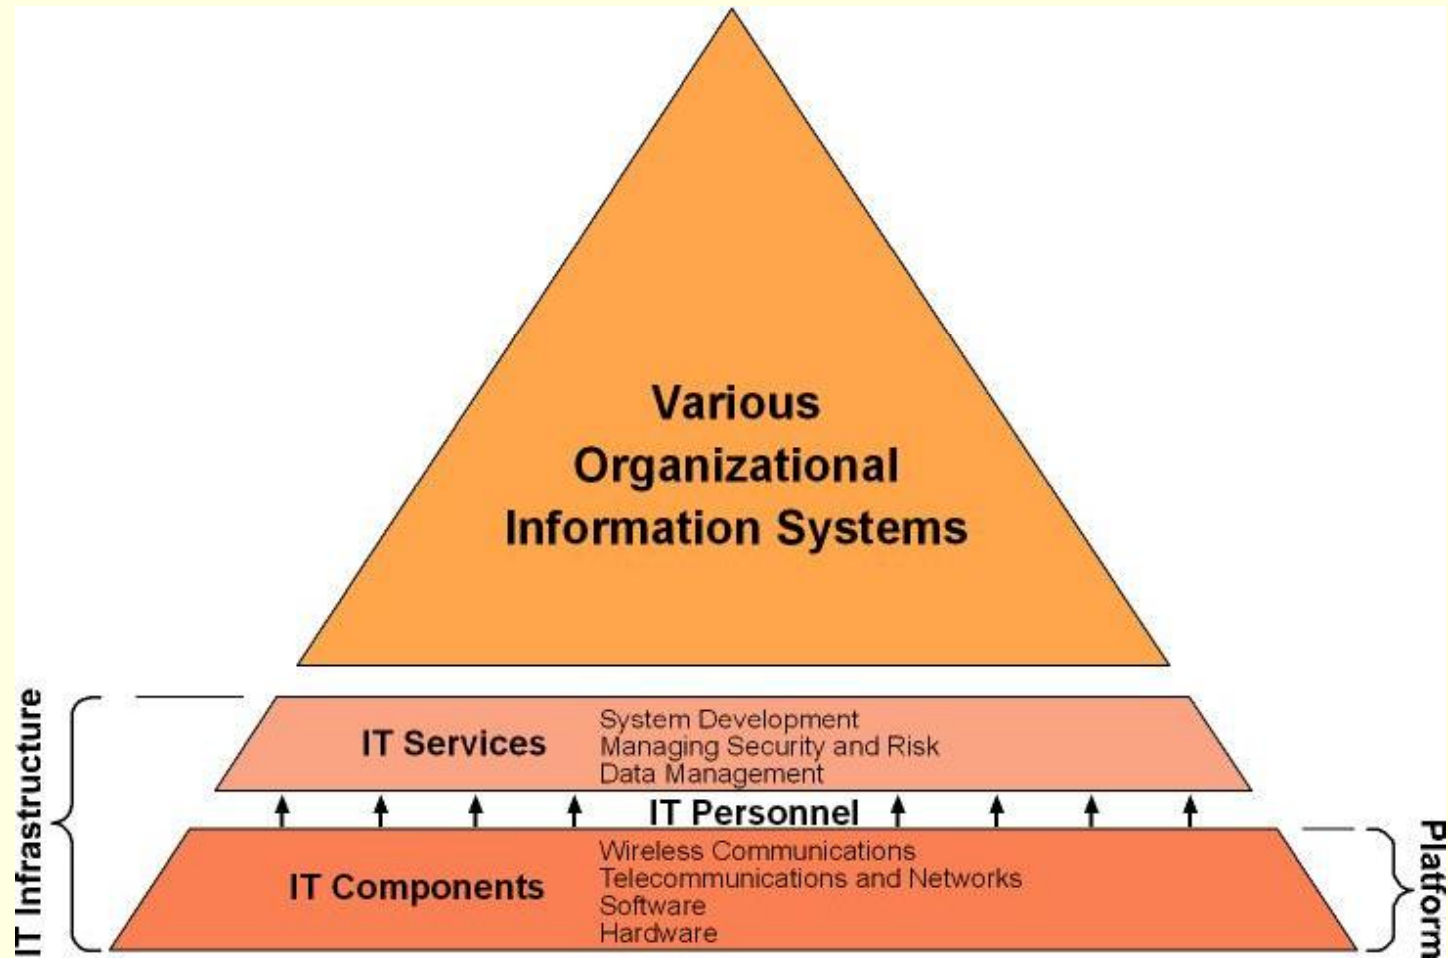 Various
Organizational
Information Systems
IT Infrastructure
IT Services
System Development
Managing Security and Risk
Data Management
IT Personnel
IT Components
Wireless Communications
Telecommunications and Networks
Software
Hardware
Platform